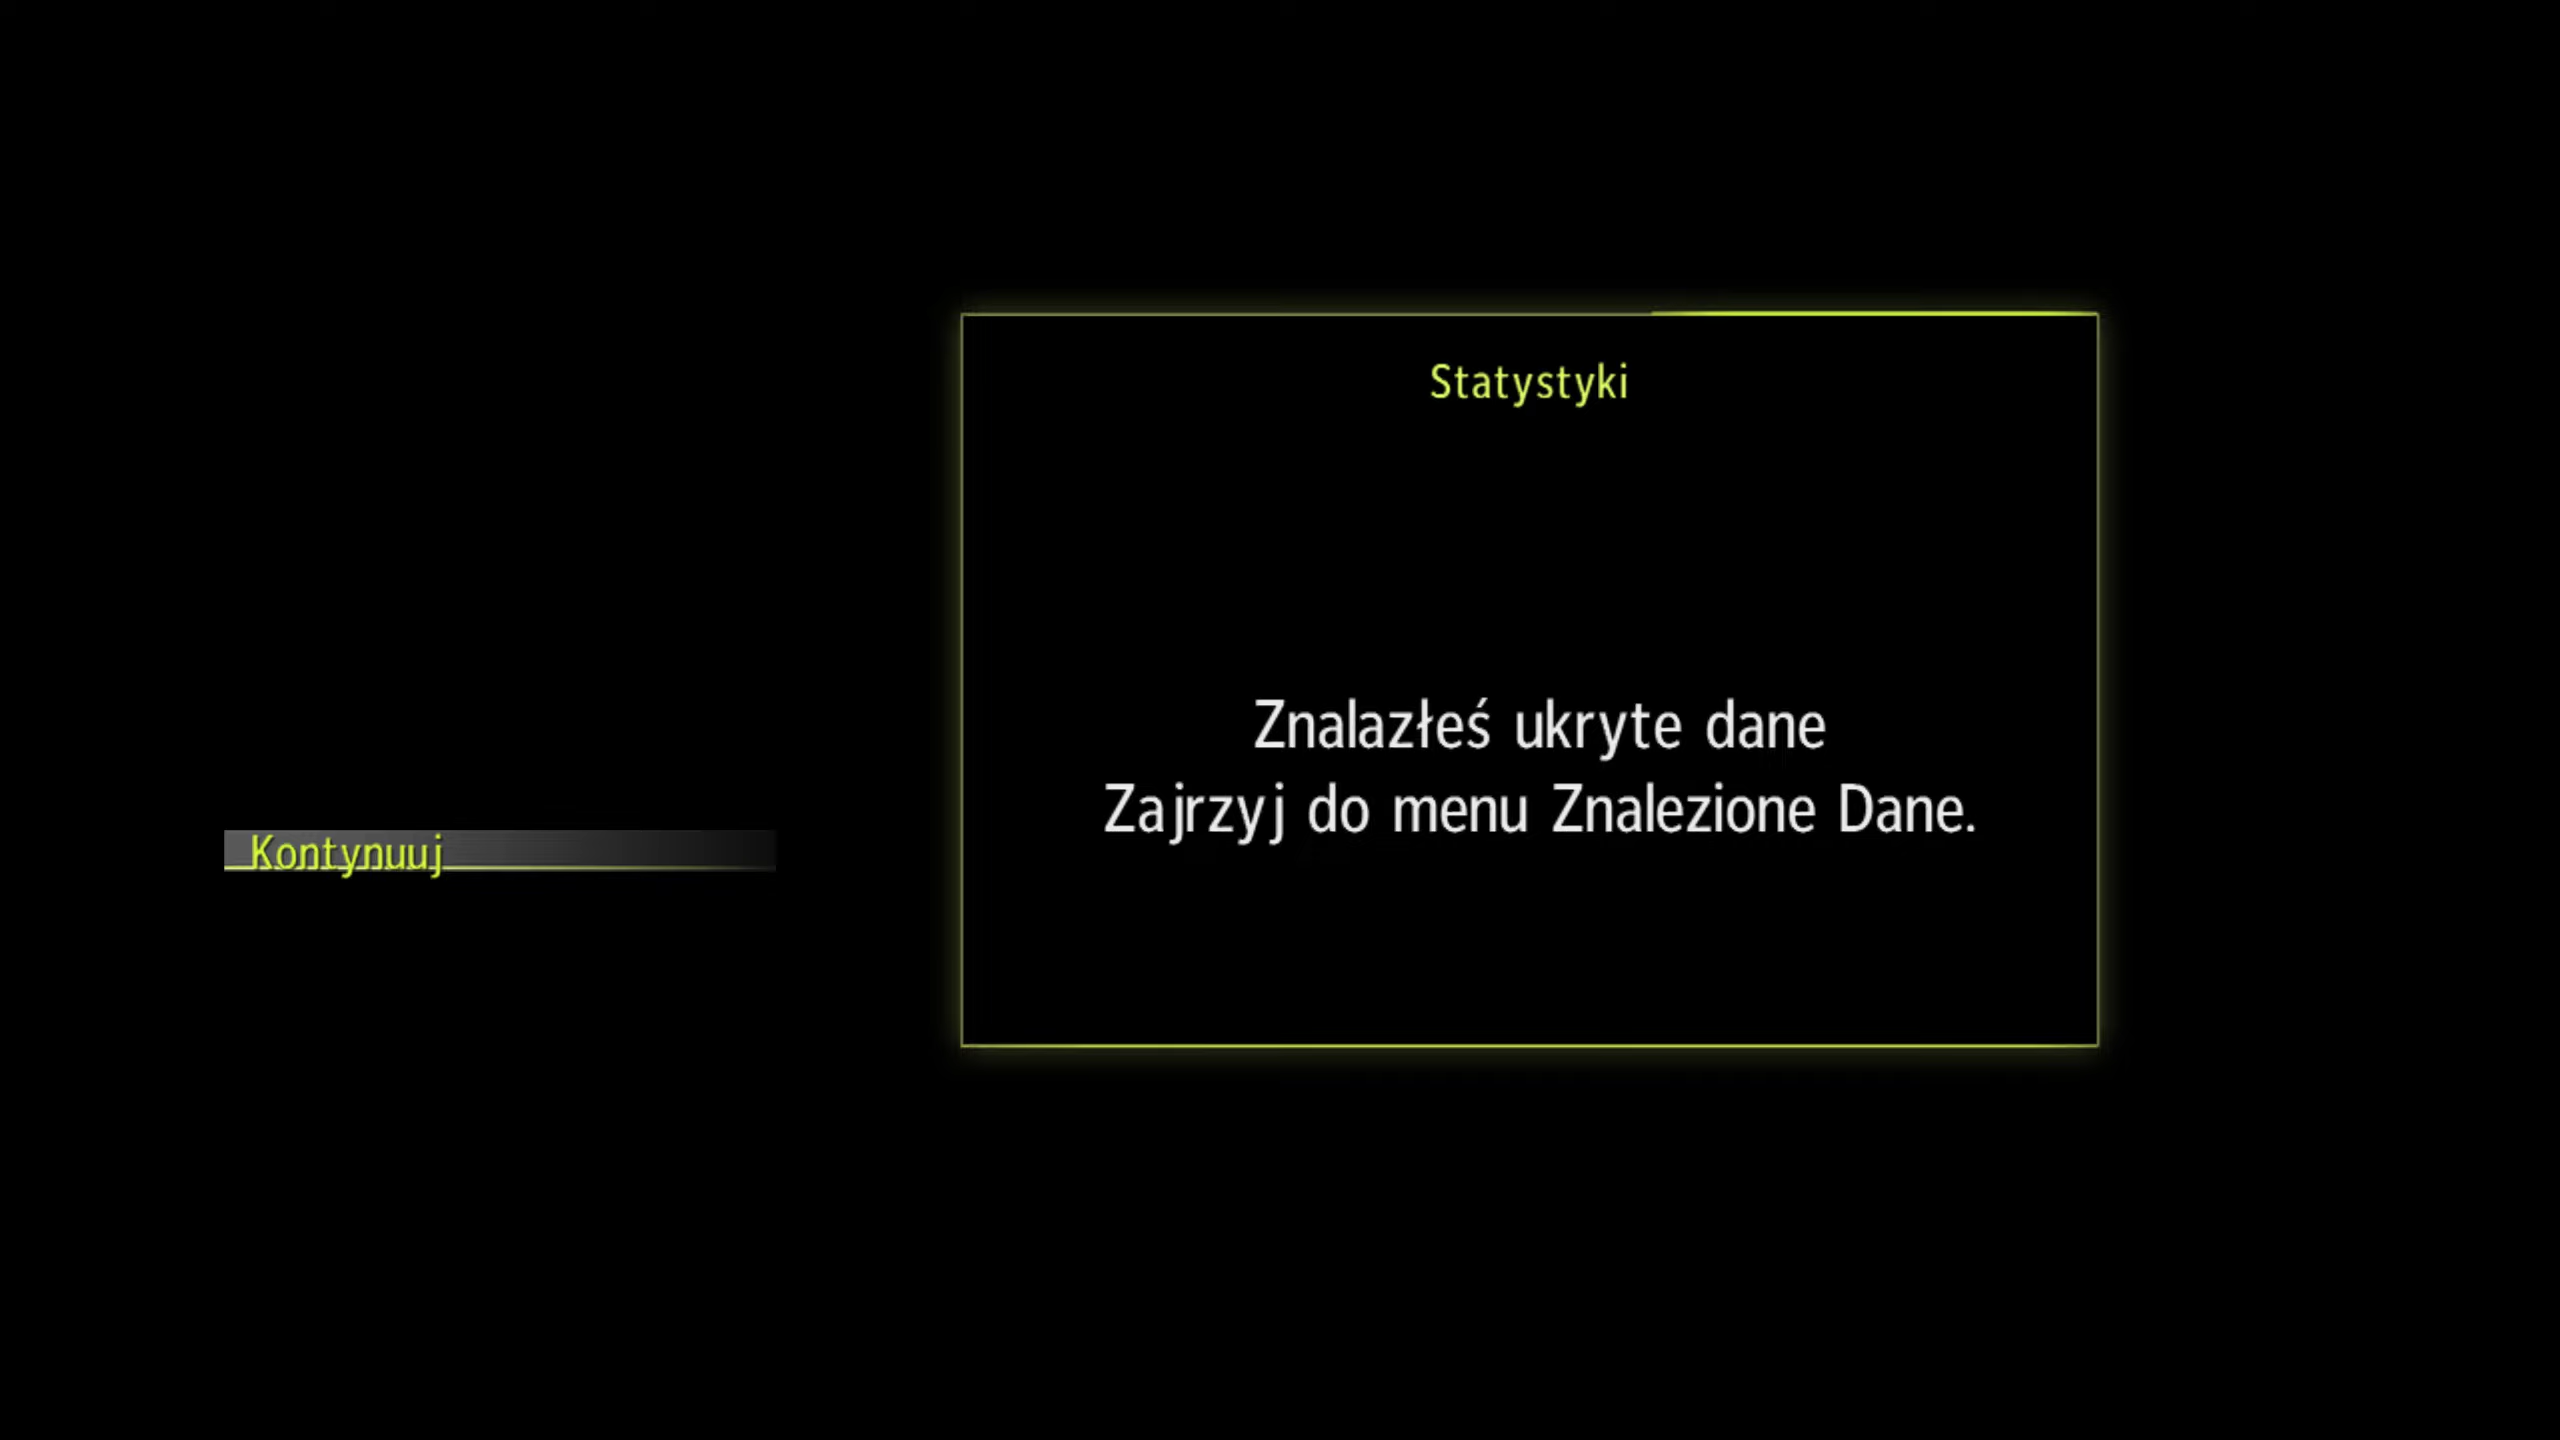 Statystyki
Znalazłeś ukryte dane
Zajrzyj do menu Znalezione Dane.
Kontynuuj